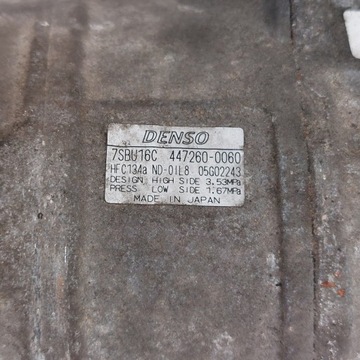 DENSO
7SBU16C 447260-0060
HFC134a ND-OIL8 05G02243
DESIGN HIGH SIDE 3.53MPa
PRESS LOW SIDE 1.67MPa
MADE IN JAPAN